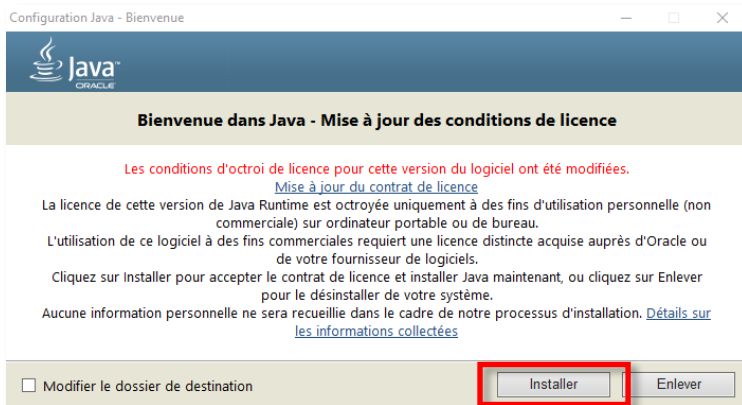 Configuration Java - Bienvenue
Java™
ORACLE
Bienvenue dans Java - Mise à jour des conditions de licence
Les conditions d'octroi de licence pour cette version du logiciel ont été modifiées.
Mise à jour du contrat de licence
La licence de cette version de Java Runtime est octroyée uniquement à des fins d'utilisation personnelle (non
commerciale) sur ordinateur portable ou de bureau.
L'utilisation de ce logiciel à des fins commerciales requiert une licence distincte acquise auprès d'Oracle ou
de votre fournisseur de logiciels.
Cliquez sur Installer pour accepter le contrat de licence et installer Java maintenant, ou cliquez sur Enlever
pour le désinstaller de votre système.
Aucune information personnelle ne sera recueillie dans le cadre de notre processus d'installation. Détails sur
les informations collectées
Modifier le dossier de destination
Installer
Enlever